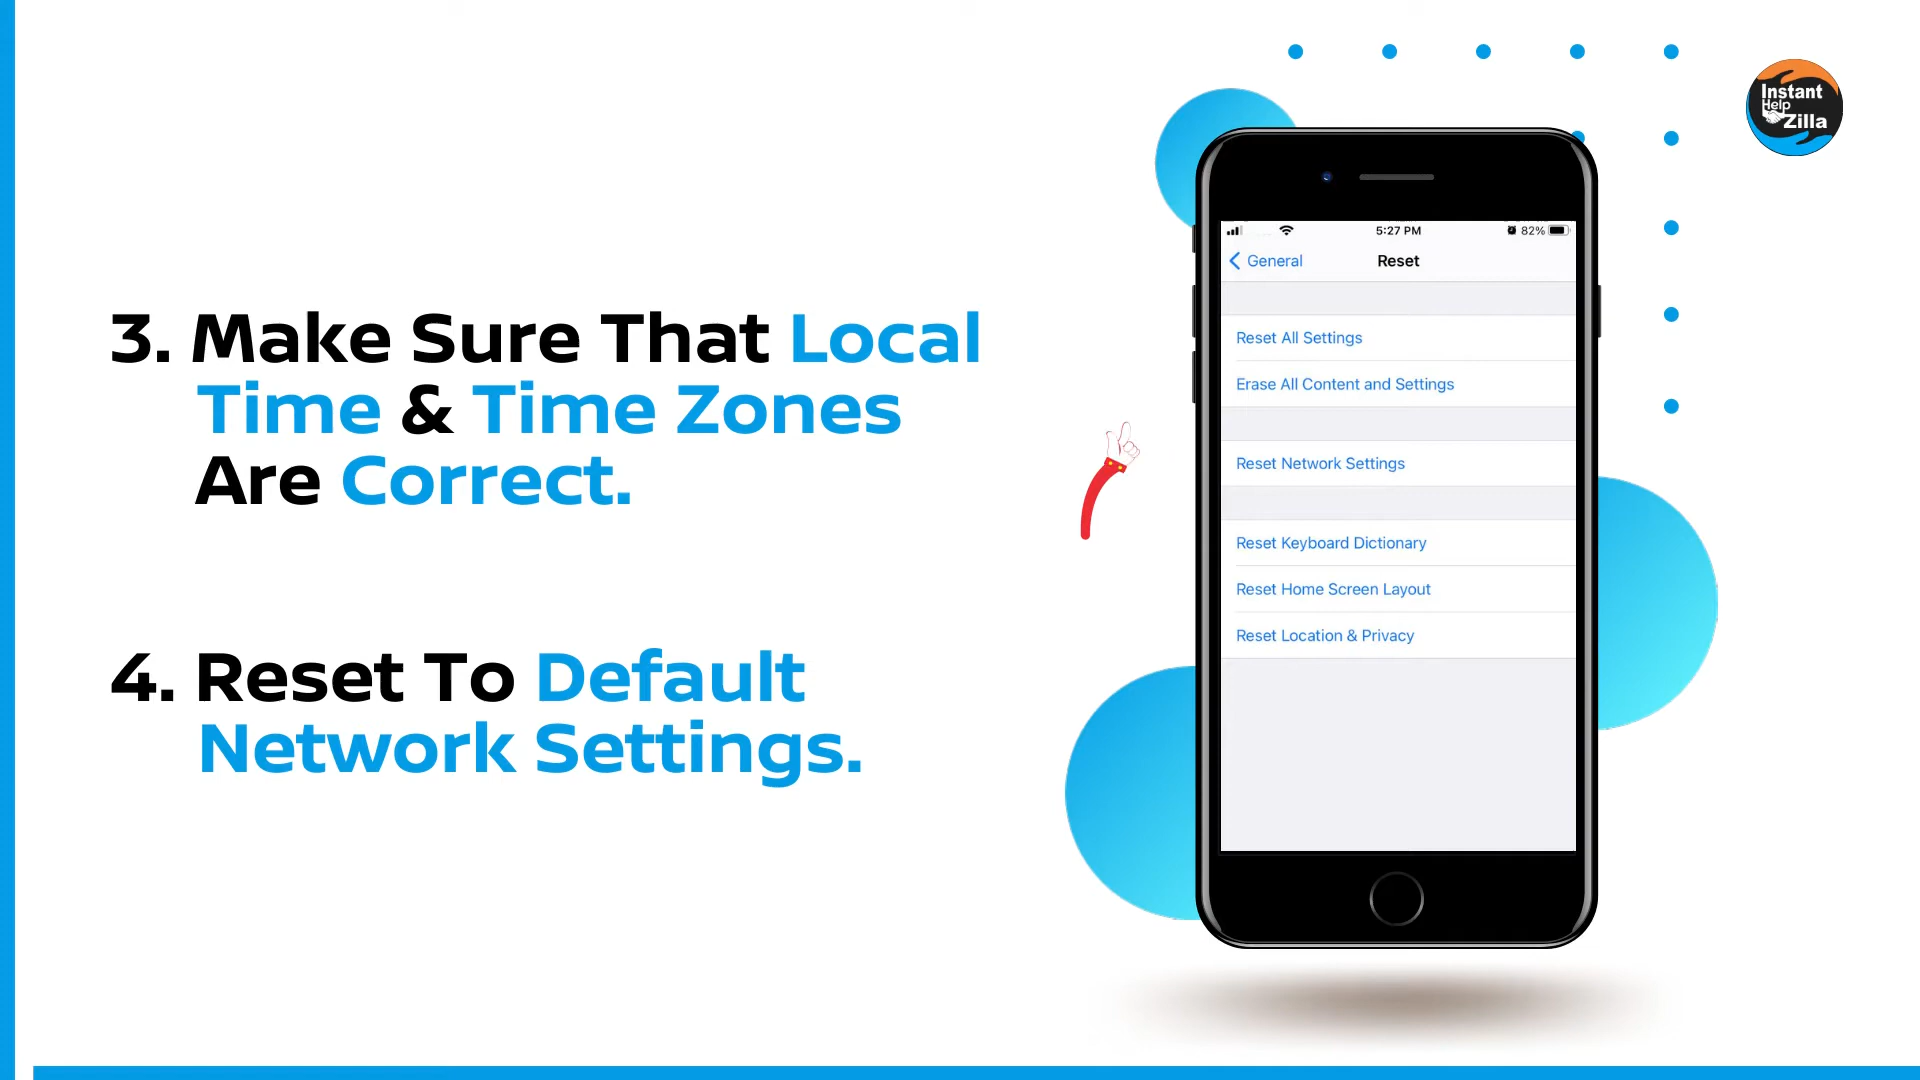 3. Make Sure That Local
Time & Time Zones
Are Correct.
4. Reset To Default
Network Settings.
Instant
Help
Zilla
5:27 PM
82%
General
Reset
Reset All Settings
Erase All Content and Settings
Reset Network Settings
Reset Keyboard Dictionary
Reset Home Screen Layout
Reset Location & Privacy